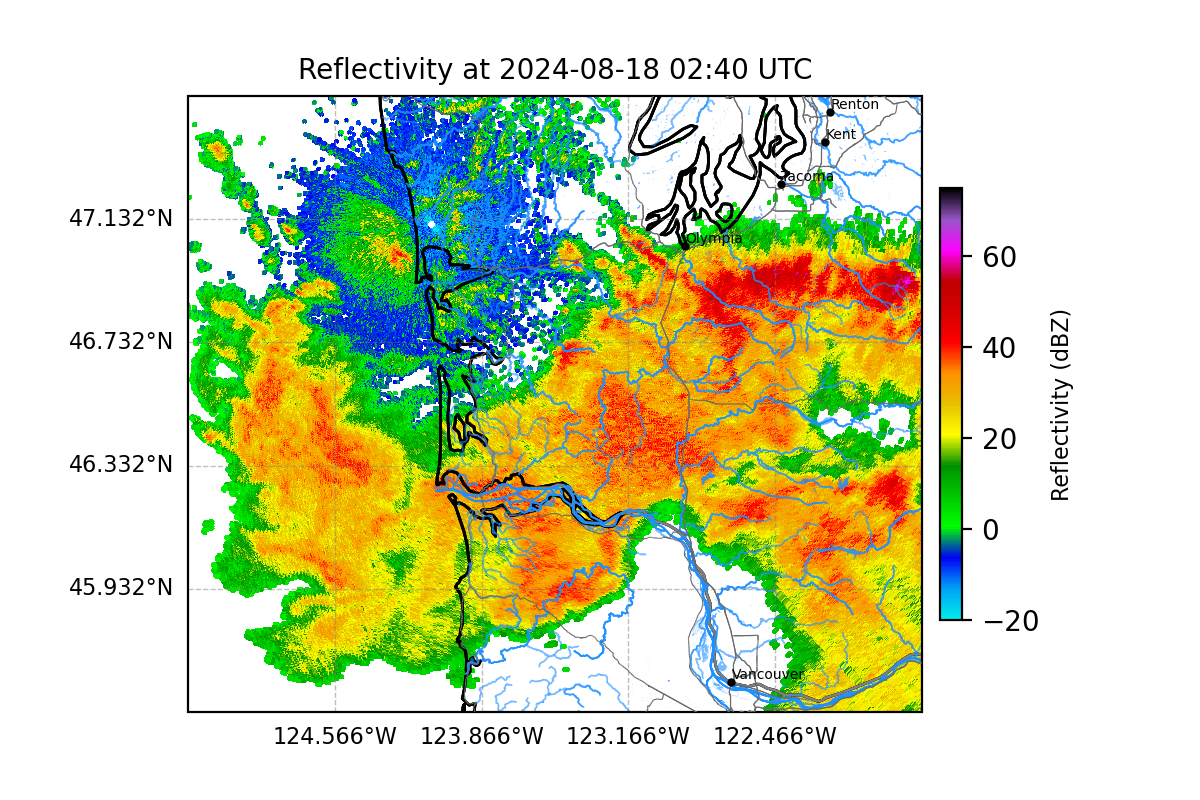 Reflectivity at 2024-08-18 02:40 UTC
Renton
Kent
Tacoma
Olympia
Vancouver
47.132°N
46.732°N
46.332°N
45.932°N
124.566°W
123.866°W
123.166°W
122.466°W
60
40
20
0
−20
Reflectivity (dBZ)